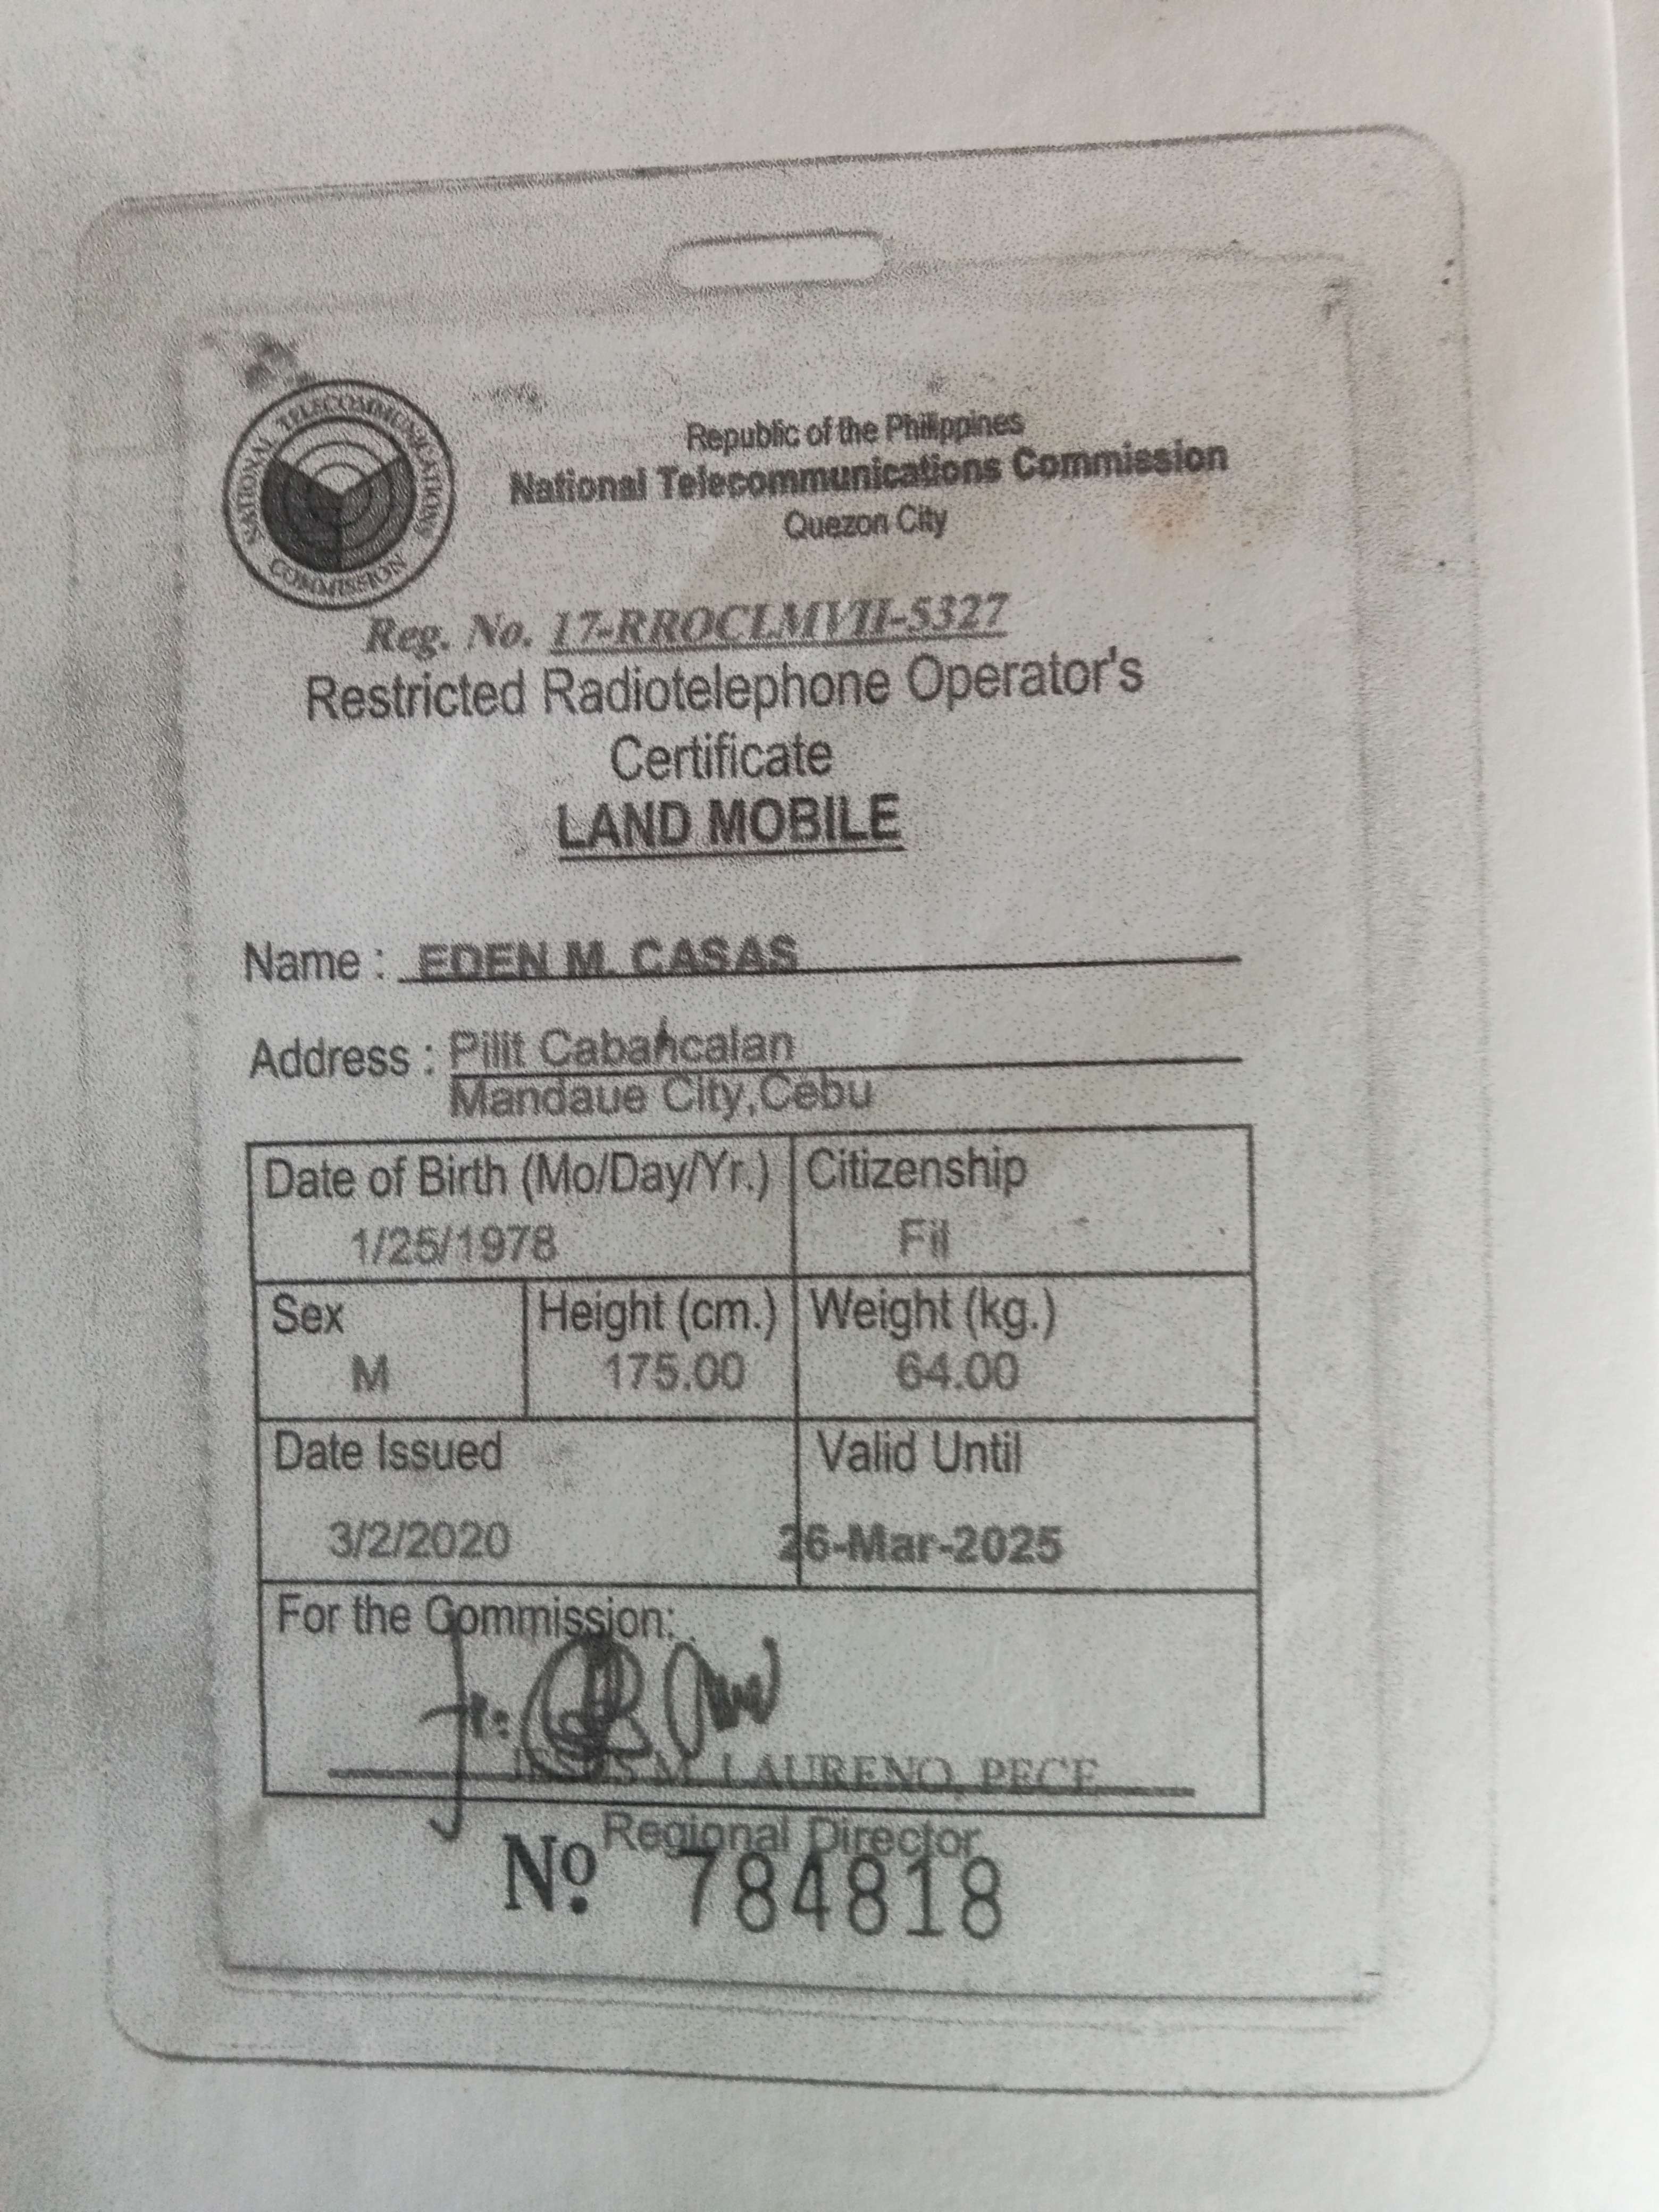 NATIONAL TELECOMMUNICATIONS COMMISSION
Republic of the Philippines
National Telecommunications Commission
Quezon City
Reg. No. 17-RROCLMVII-5327
Restricted Radiotelephone Operator's
Certificate
LAND MOBILE
Name : EDEN M. CASAS
Address : Pilit Cabancalan
Mandaue City,Cebu
Date of Birth (Mo/Day/Yr.) Citizenship
1/25/1978 Fil
Sex Height (cm.) Weight (kg.)
M 175.00 64.00
Date Issued Valid Until
3/2/2020 26-Mar-2025
For the Commission:
JESUS M. LAURENO, PECE
Regional Director
Nº 784818